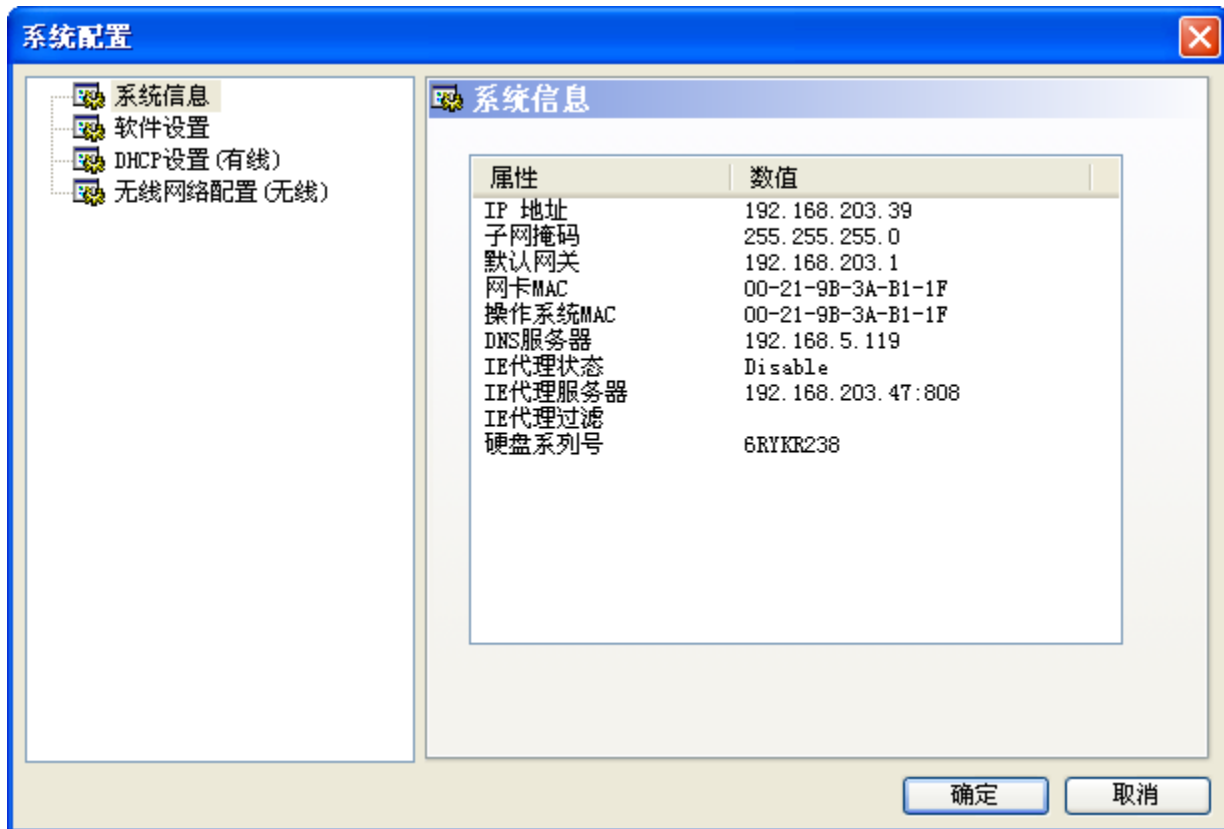 系统配置
系统信息
软件设置
DHCP设置(有线)
无线网络配置(无线)
系统信息
属性 数值
IP 地址 192.168.203.39
子网掩码 255.255.255.0
默认网关 192.168.203.1
网卡MAC 00-21-9B-3A-B1-1F
操作系统MAC 00-21-9B-3A-B1-1F
DNS服务器 192.168.5.119
IE代理状态 Disable
IE代理服务器 192.168.203.47:808
IE代理过滤
硬盘系列号 6RYKR238
确定 取消